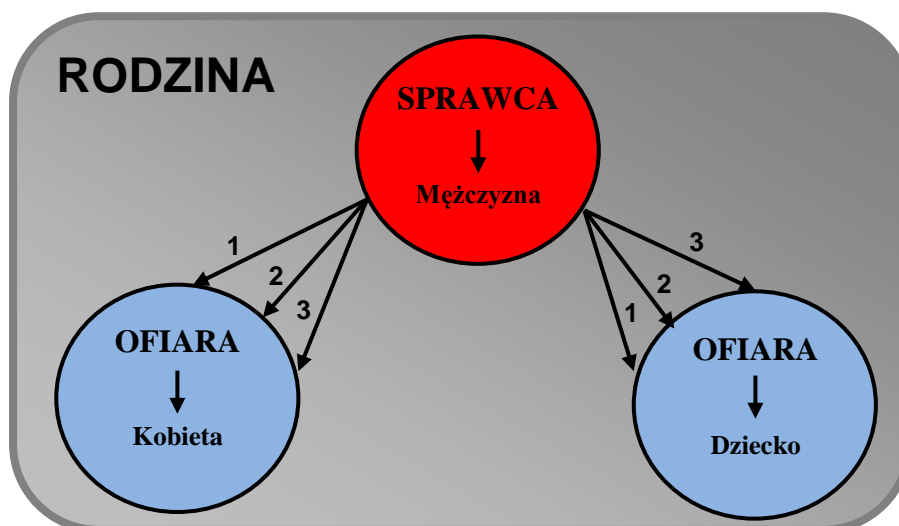 RODZINA
SPRAWCA
Mężczyzna
1
2
3
3
2
1
OFIARA
Kobieta
OFIARA
Dziecko